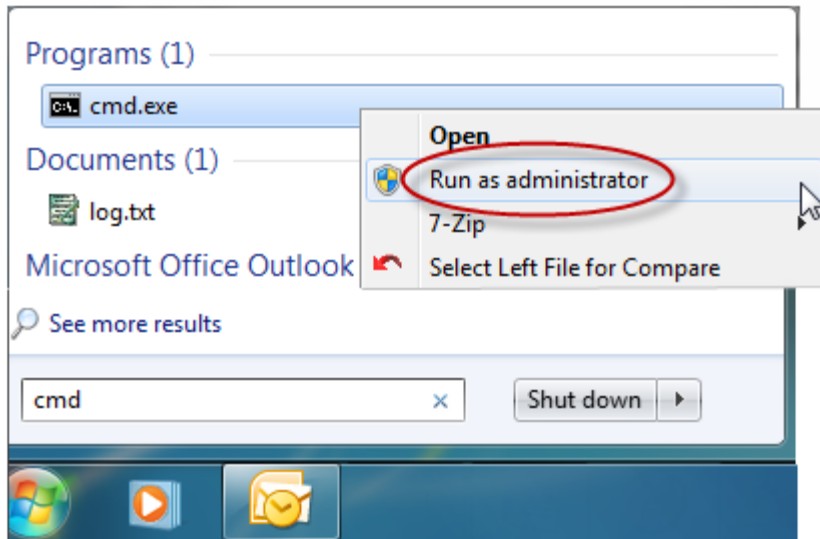 Programs (1)
cmd.exe
Open
Documents (1)
Run as administrator
log.txt
7-Zip
Microsoft Office Outlook
Select Left File for Compare
See more results
cmd
Shut down